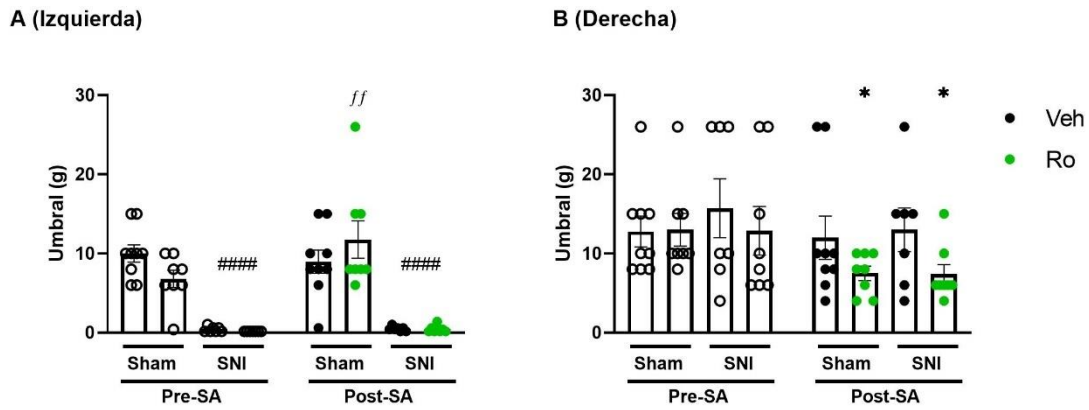 A (Izquierda)
Umbral (g)
30
20
10
0
ƒƒ
####
####
Sham
SNI
Sham
SNI
Pre-SA
Post-SA
B (Derecha)
Umbral (g)
30
20
10
0
*
*
Sham
SNI
Sham
SNI
Pre-SA
Post-SA
Veh
Ro